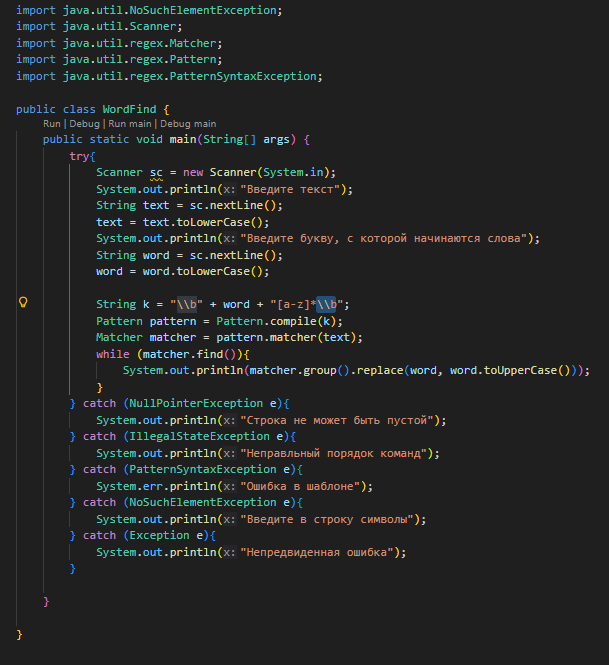 import java.util.NoSuchElementException;
import java.util.Scanner;
import java.util.regex.Matcher;
import java.util.regex.Pattern;
import java.util.regex.PatternSyntaxException;
public class WordFind {
Run | Debug | Run main | Debug main
public static void main(String[] args) {
try{
Scanner sc = new Scanner(System.in);
System.out.println(x: "Введите текст");
String text = sc.nextLine();
text = text.toLowerCase();
System.out.println(x: "Введите букву, с которой начинаются слова");
String word = sc.nextLine();
word = word.toLowerCase();
String k = "\\b" + word + "[a-z]*\\b";
Pattern pattern = Pattern.compile(k);
Matcher matcher = pattern.matcher(text);
while (matcher.find()){
System.out.println(matcher.group().replace(word, word.toUpperCase()));
}
} catch (NullPointerException e){
System.out.println(x: "Строка не может быть пустой");
} catch (IllegalStateException e){
System.out.println(x: "Неправльный порядок команд");
} catch (PatternSyntaxException e){
System.err.println(x: "Ошибка в шаблоне");
} catch (NoSuchElementException e){
System.out.println(x: "Введите в строку символы");
} catch (Exception e){
System.out.println(x: "Непредвиденная ошибка");
}
}
}